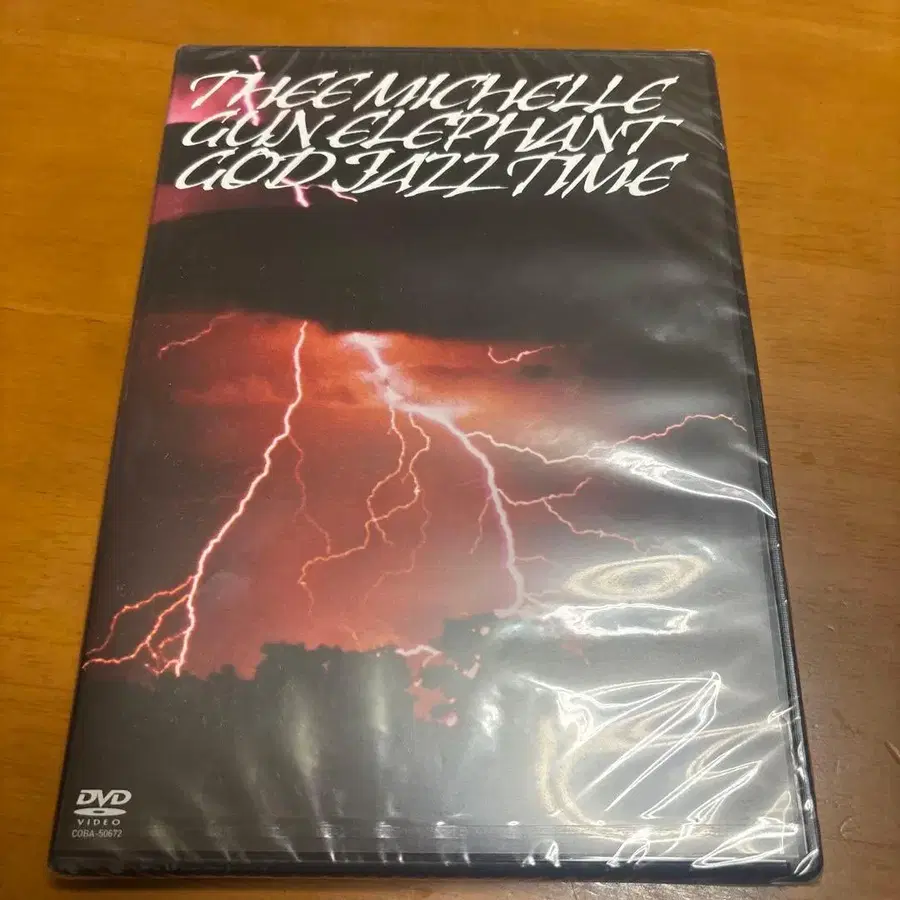 THEE MICHELLE
GUN ELEPHANT
GOD JAZZ TIME
DVD
VIDEO
COBA-50672